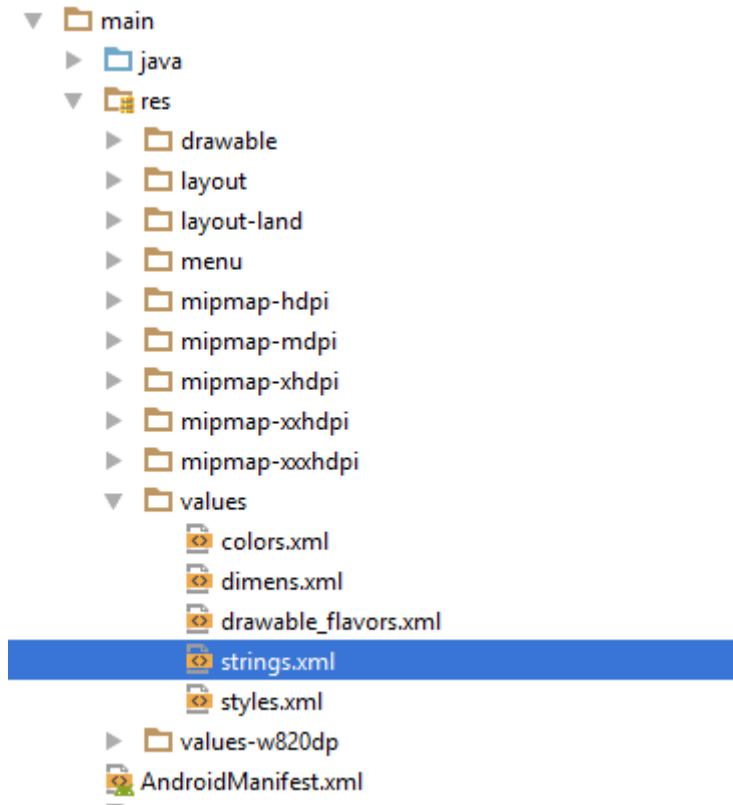 main
java
res
drawable
layout
layout-land
menu
mipmap-hdpi
mipmap-mdpi
mipmap-xhdpi
mipmap-xxhdpi
mipmap-xxxhdpi
values
colors.xml
dimens.xml
drawable_flavors.xml
strings.xml
styles.xml
values-w820dp
AndroidManifest.xml